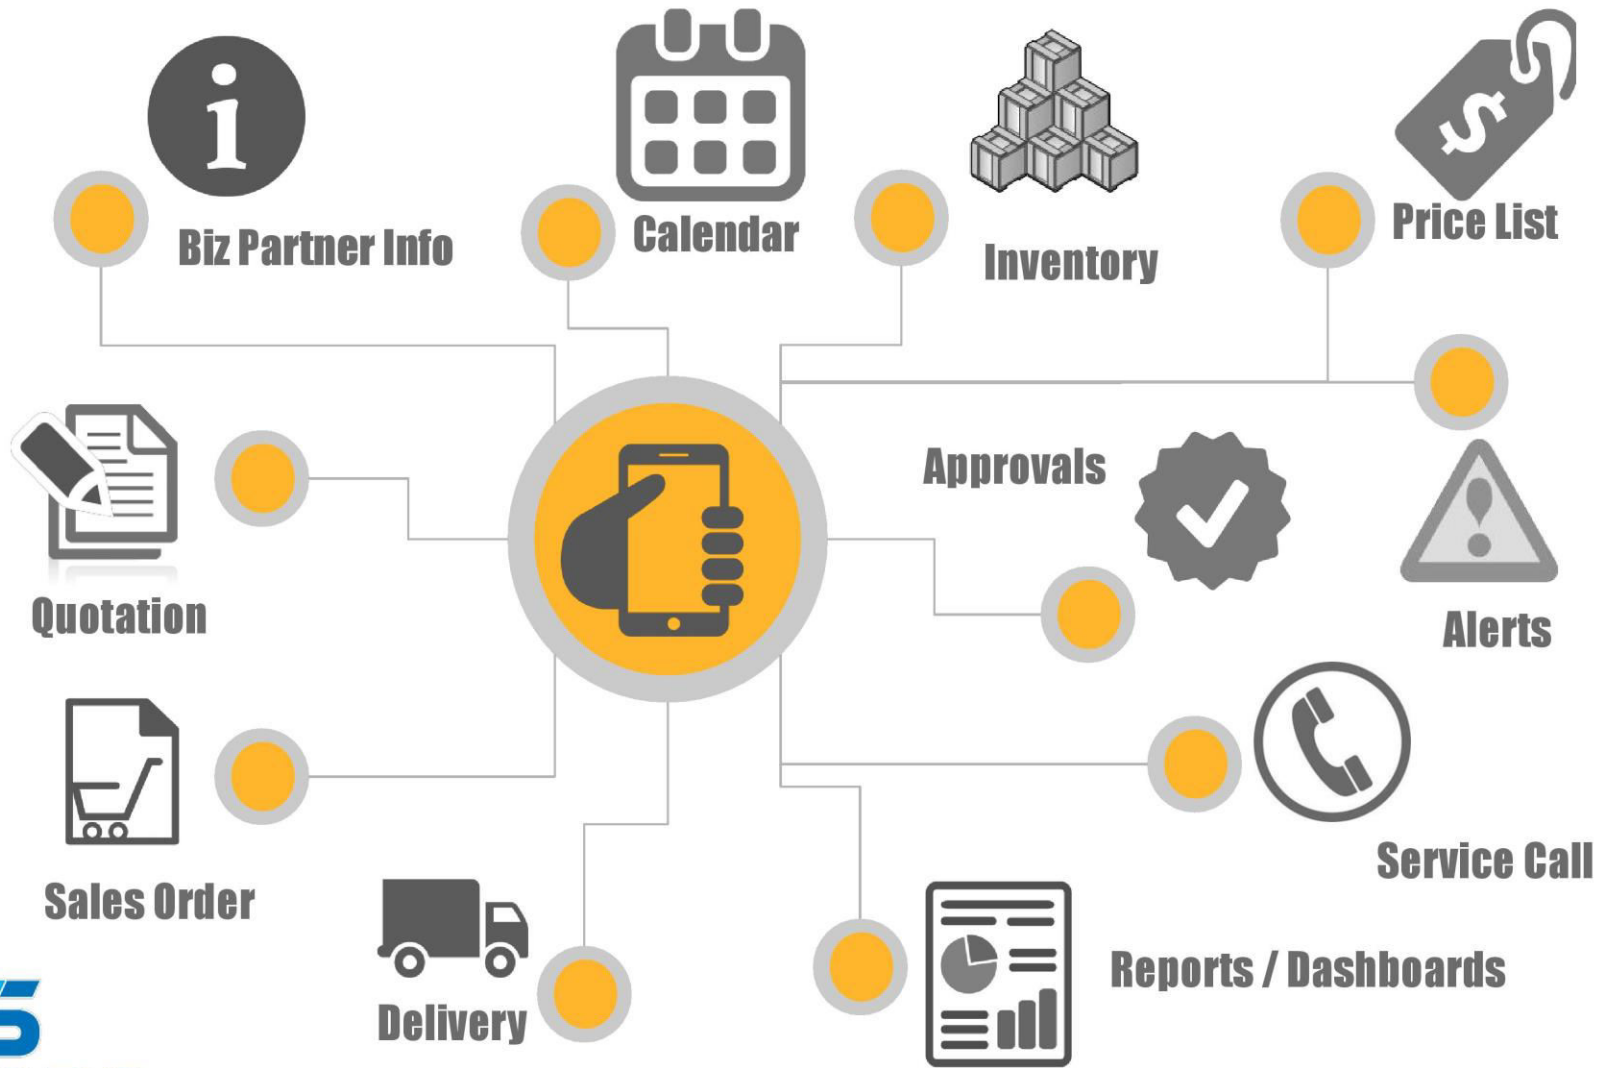 Biz Partner Info
Calendar
Inventory
Price List
Quotation
Approvals
Alerts
Sales Order
Delivery
Reports / Dashboards
Service Call